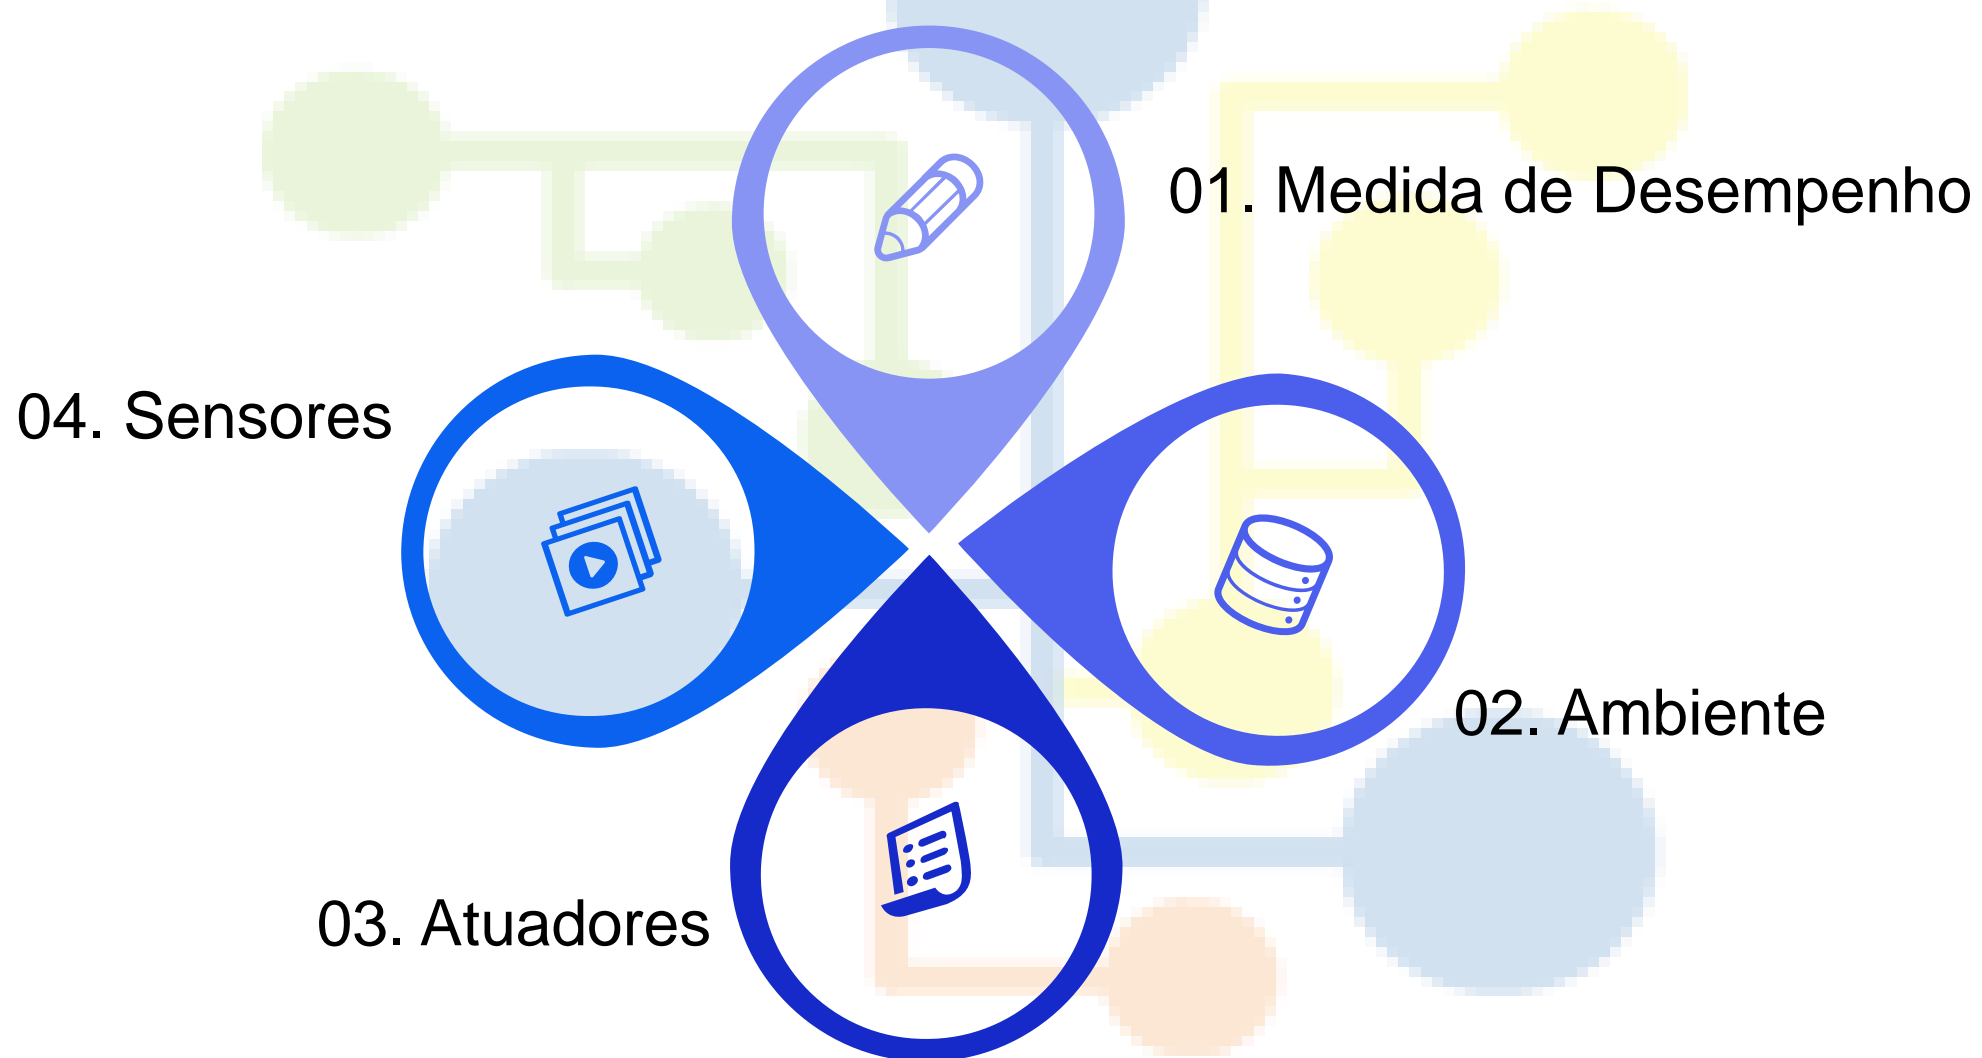 01. Medida de Desempenho
04. Sensores
02. Ambiente
03. Atuadores